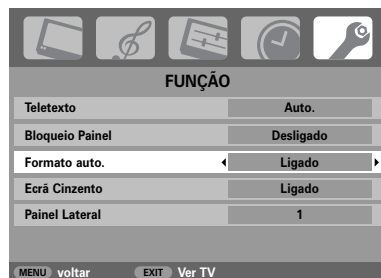 FUNÇÃO
Teletexto Auto.
Bloqueio Painel Desligado
Formato auto. Ligado
Ecrã Cinzento Ligado
Painel Lateral 1
MENU voltar EXIT Ver TV